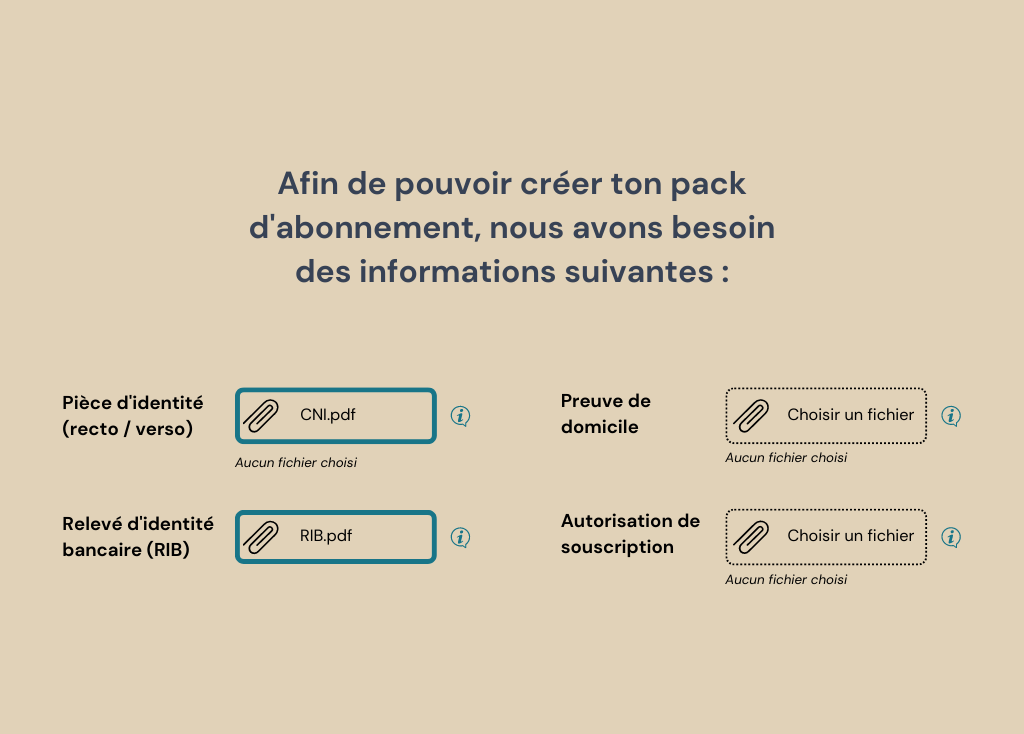 Afin de pouvoir créer ton pack
d'abonnement, nous avons besoin
des informations suivantes :
Pièce d'identité
(recto / verso)
CNI.pdf
i
Aucun fichier choisi
Preuve de
domicile
Choisir un fichier
i
Aucun fichier choisi
Relevé d'identité
bancaire (RIB)
RIB.pdf
i
Autorisation de
souscription
Choisir un fichier
i
Aucun fichier choisi